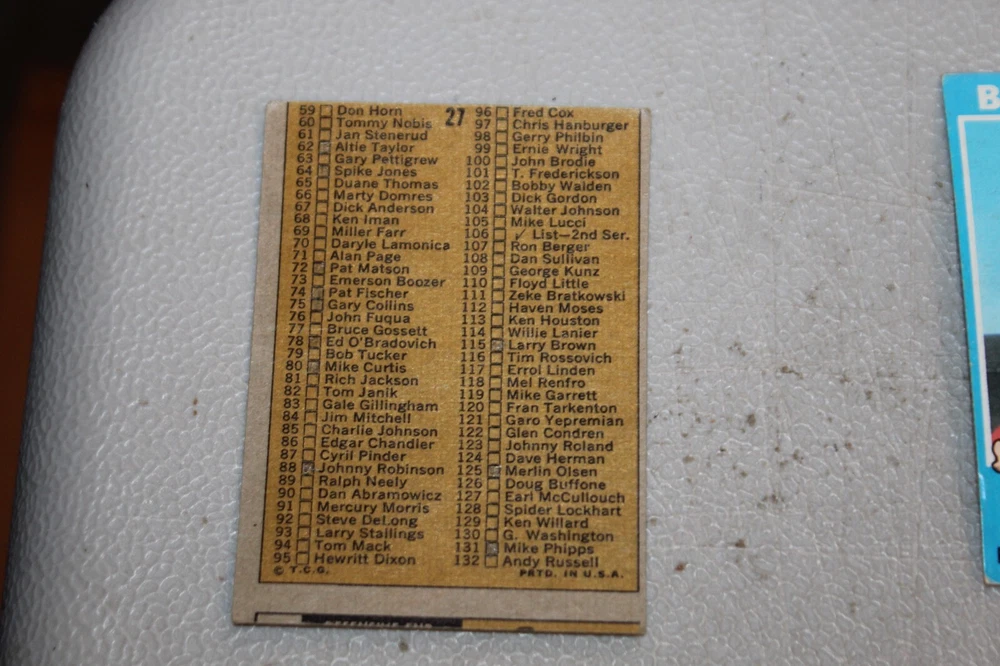 27
59 Don Horn
60 Tommy Nobis
61 Jan Stenerud
62 Altie Taylor
63 Gary Pettigrew
64 Spike Jones
65 Duane Thomas
66 Marty Domres
67 Dick Anderson
68 Ken Iman
69 Miller Farr
70 Daryle Lamonica
71 Alan Page
72 Pat Matson
73 Emerson Boozer
74 Pat Fischer
75 Gary Collins
76 John Fuqua
77 Bruce Gossett
78 Ed O'Bradovich
79 Bob Tucker
80 Mike Curtis
81 Rich Jackson
82 Tom Janik
83 Gale Gillingham
84 Jim Mitchell
85 Charlie Johnson
86 Edgar Chandler
87 Cyril Pinder
88 Johnny Robinson
89 Ralph Neely
90 Dan Abramowicz
91 Mercury Morris
92 Steve DeLong
93 Larry Stallings
94 Tom Mack
95 Hewritt Dixon
© T.C.G.
96 Fred Cox
97 Chris Hanburger
98 Gerry Philbin
99 Ernie Wright
100 John Brodie
101 T. Frederickson
102 Bobby Walden
103 Dick Gordon
104 Walter Johnson
105 Mike Lucci
106 ✓ List—2nd Ser.
107 Ron Berger
108 Dan Sullivan
109 George Kunz
110 Floyd Little
111 Zeke Bratkowski
112 Haven Moses
113 Ken Houston
114 Willie Lanier
115 Larry Brown
116 Tim Rossovich
117 Errol Linden
118 Mel Renfro
119 Mike Garrett
120 Fran Tarkenton
121 Garo Yepremian
122 Glen Condren
123 Johnny Roland
124 Dave Herman
125 Merlin Olsen
126 Doug Buffone
127 Earl McCullouch
128 Spider Lockhart
129 Ken Willard
130 G. Washington
131 Mike Phipps
132 Andy Russell
PRTD. IN U.S.A.